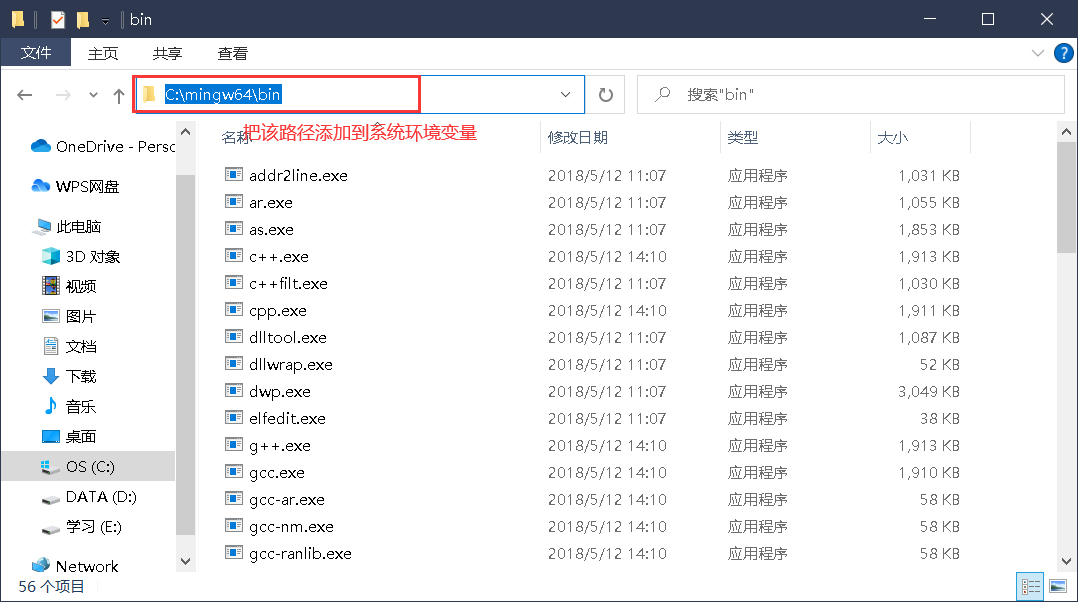 bin
文件 主页 共享 查看
C:\mingw64\bin 搜索"bin"
把该路径添加到系统环境变量
名称 修改日期 类型 大小
OneDrive - Perso
WPS网盘
此电脑
3D 对象
视频
图片
文档
下载
音乐
桌面
OS (C:)
DATA (D:)
学习 (E:)
Network
addr2line.exe 2018/5/12 11:07 应用程序 1,031 KB
ar.exe 2018/5/12 11:07 应用程序 1,055 KB
as.exe 2018/5/12 11:07 应用程序 1,853 KB
c++.exe 2018/5/12 14:10 应用程序 1,913 KB
c++filt.exe 2018/5/12 11:07 应用程序 1,030 KB
cpp.exe 2018/5/12 14:10 应用程序 1,911 KB
dlltool.exe 2018/5/12 11:07 应用程序 1,087 KB
dllwrap.exe 2018/5/12 11:07 应用程序 52 KB
dwp.exe 2018/5/12 11:07 应用程序 3,049 KB
elfedit.exe 2018/5/12 11:07 应用程序 38 KB
g++.exe 2018/5/12 14:10 应用程序 1,913 KB
gcc.exe 2018/5/12 14:10 应用程序 1,910 KB
gcc-ar.exe 2018/5/12 14:10 应用程序 58 KB
gcc-nm.exe 2018/5/12 14:10 应用程序 58 KB
gcc-ranlib.exe 2018/5/12 14:10 应用程序 58 KB
56 个项目